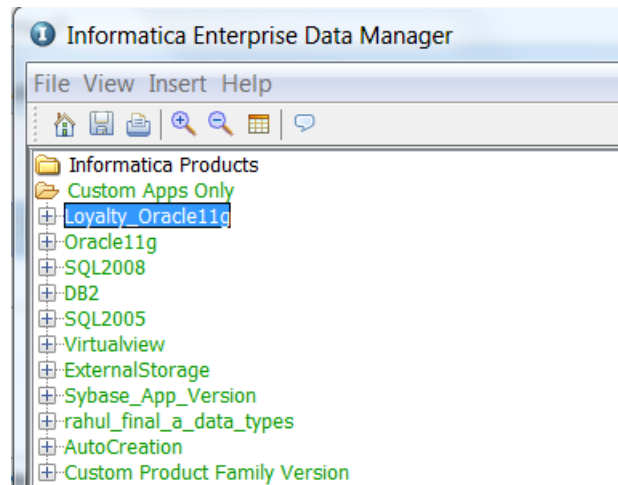 Informatica Enterprise Data Manager
File View Insert Help
Informatica Products
Custom Apps Only
Loyalty_Oracle11g
Oracle11g
SQL2008
DB2
SQL2005
Virtualview
ExternalStorage
Sybase_App_Version
rahul_final_a_data_types
AutoCreation
Custom Product Family Version